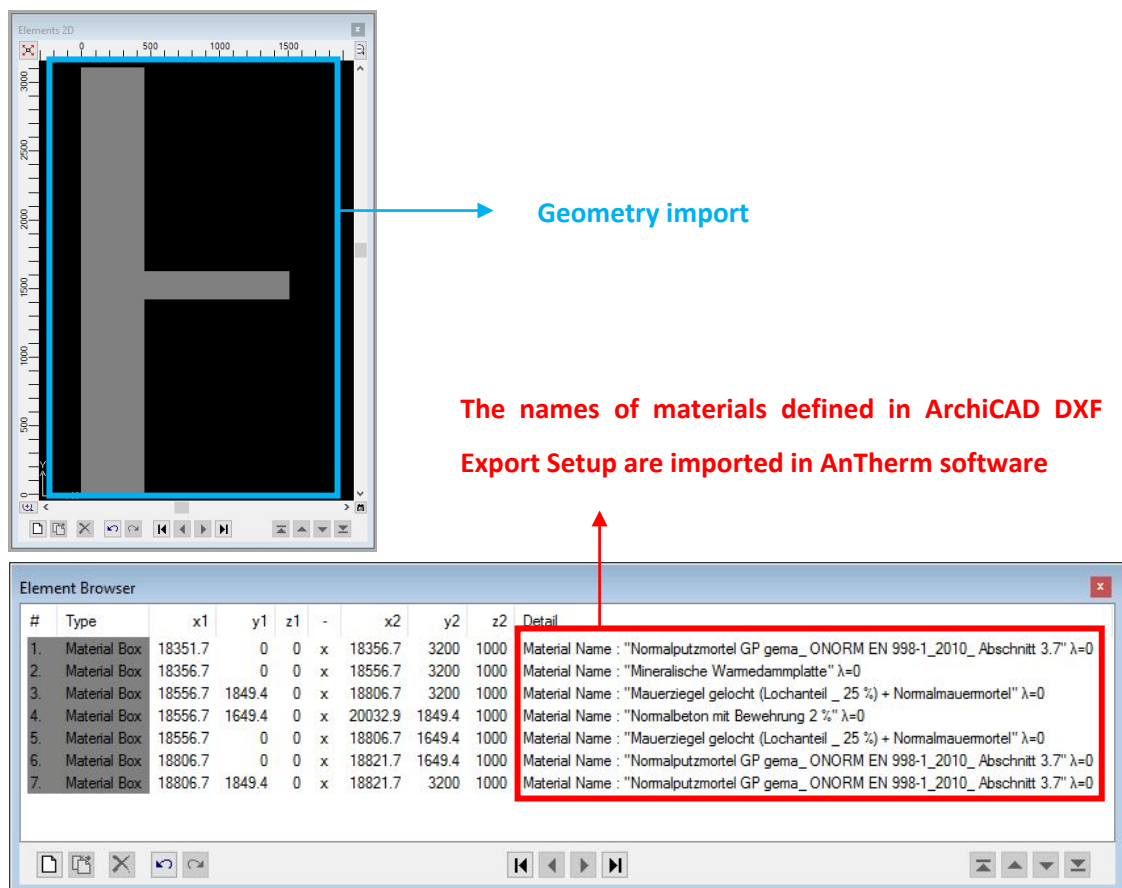 Elements 2D
x
0 500 1000 1500
3000
2500
2000
1500
1000
500
0
Y
Geometry import
The names of materials defined in ArchiCAD DXF
Export Setup are imported in AnTherm software
Element Browser
x
# Type x1 y1 z1 - x2 y2 z2 Detail
1. Material Box 18351.7 0 0 x 18356.7 3200 1000 Material Name : "Normalputzmortel GP gema_ ONORM EN 998-1_2010_ Abschnitt 3.7" λ=0
2. Material Box 18356.7 0 0 x 18556.7 3200 1000 Material Name : "Mineralische Warmedammplatte" λ=0
3. Material Box 18556.7 1849.4 0 x 18806.7 3200 1000 Material Name : "Mauerziegel gelocht (Lochanteil _ 25 %) + Normalmauermortel" λ=0
4. Material Box 18556.7 1649.4 0 x 20032.9 1849.4 1000 Material Name : "Normalbeton mit Bewehrung 2 %" λ=0
5. Material Box 18556.7 0 0 x 18806.7 1649.4 1000 Material Name : "Mauerziegel gelocht (Lochanteil _ 25 %) + Normalmauermortel" λ=0
6. Material Box 18806.7 0 0 x 18821.7 1649.4 1000 Material Name : "Normalputzmortel GP gema_ ONORM EN 998-1_2010_ Abschnitt 3.7" λ=0
7. Material Box 18806.7 1849.4 0 x 18821.7 3200 1000 Material Name : "Normalputzmortel GP gema_ ONORM EN 998-1_2010_ Abschnitt 3.7" λ=0